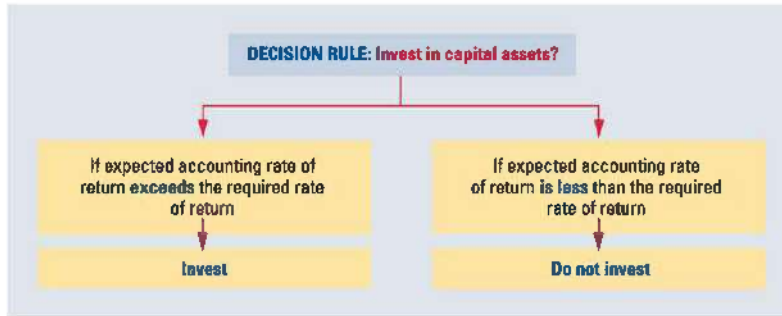 DECISION RULE: Invest in capital assets?
If expected accounting rate of
return exceeds the required rate
of return
If expected accounting rate
of return is less than the required
rate of return
Invest
Do not invest